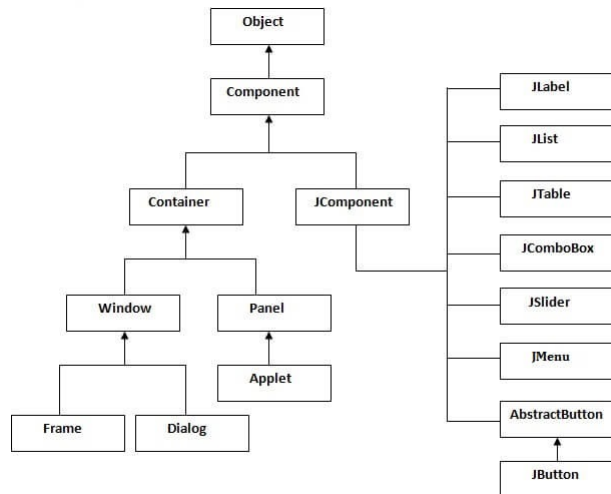 Object
Component
Container
JComponent
Window
Panel
Applet
Frame
Dialog
JLabel
JList
JTable
JComboBox
JSlider
JMenu
AbstractButton
JButton